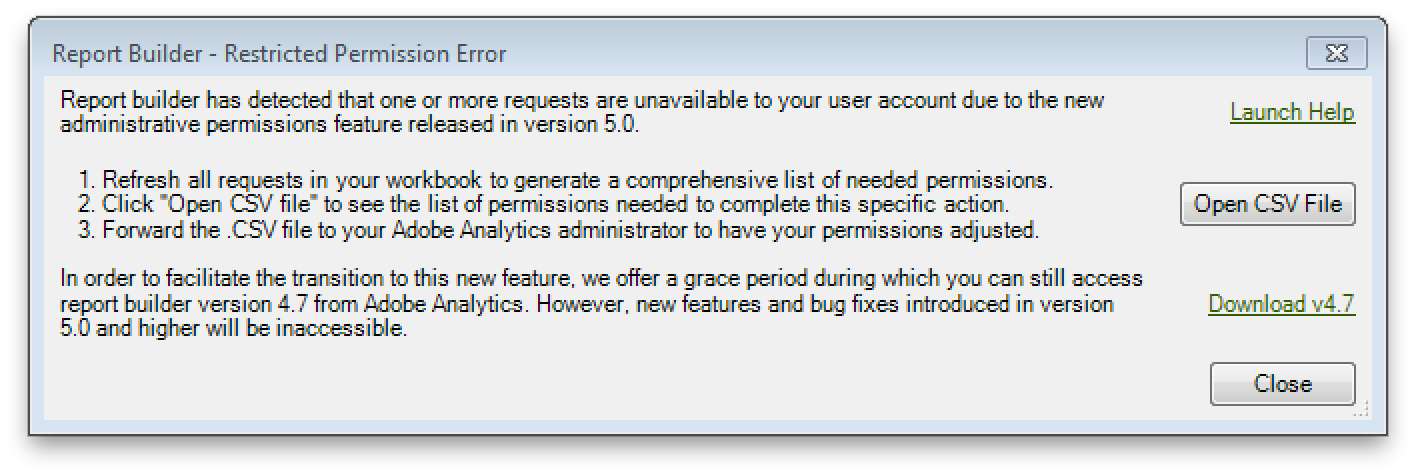 Report Builder - Restricted Permission Error
Report builder has detected that one or more requests are unavailable to your user account due to the new
administrative permissions feature released in version 5.0.
Launch Help
1. Refresh all requests in your workbook to generate a comprehensive list of needed permissions.
2. Click "Open CSV file" to see the list of permissions needed to complete this specific action.
3. Forward the .CSV file to your Adobe Analytics administrator to have your permissions adjusted.
Open CSV File
In order to facilitate the transition to this new feature, we offer a grace period during which you can still access
report builder version 4.7 from Adobe Analytics. However, new features and bug fixes introduced in version
5.0 and higher will be inaccessible.
Download v4.7
Close